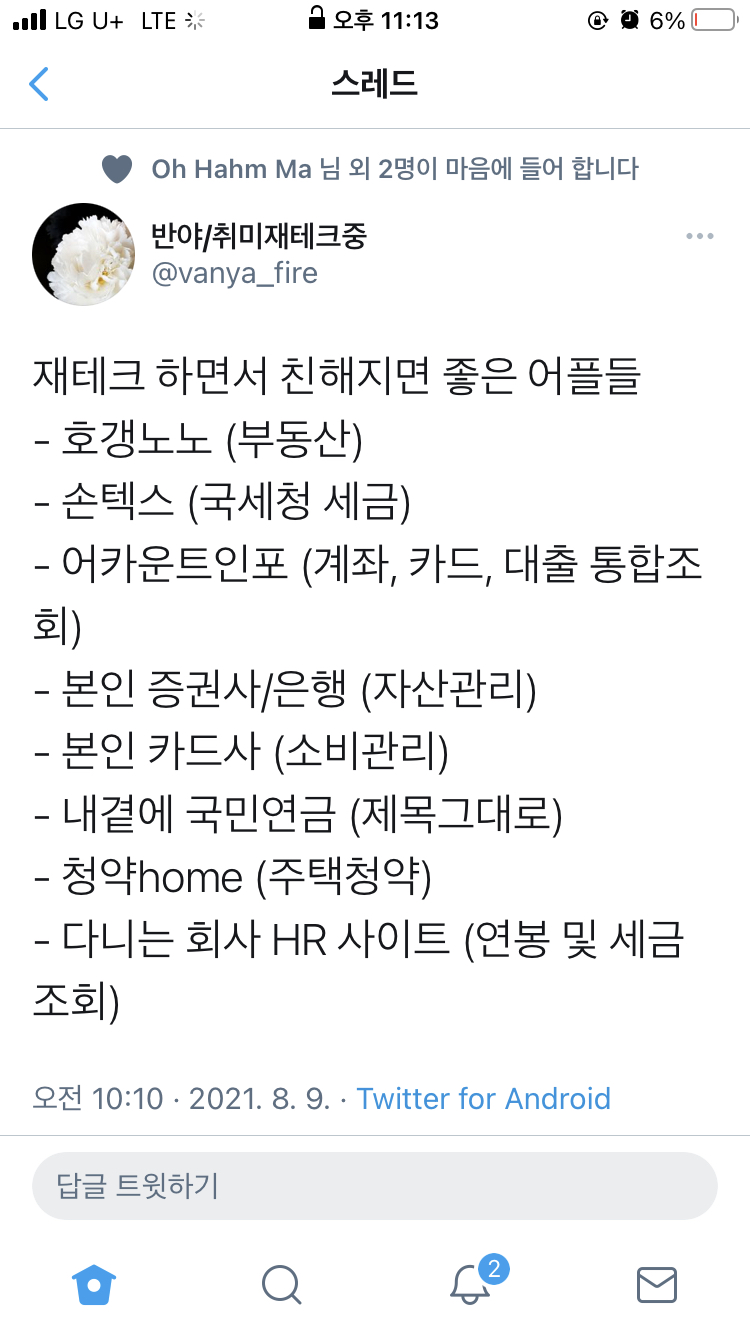 LG U+ LTE 오후 11:13 6%
스레드
Oh Hahm Ma 님 외 2명이 마음에 들어 합니다
반야/취미재테크중
@vanya_fire
재테크 하면서 친해지면 좋은 어플들
- 호갱노노 (부동산)
- 손텍스 (국세청 세금)
- 어카운트인포 (계좌, 카드, 대출 통합조
회)
- 본인 증권사/은행 (자산관리)
- 본인 카드사 (소비관리)
- 내곁에 국민연금 (제목그대로)
- 청약home (주택청약)
- 다니는 회사 HR 사이트 (연봉 및 세금
조회)
오전 10:10 · 2021. 8. 9. · Twitter for Android
답글 트윗하기
2